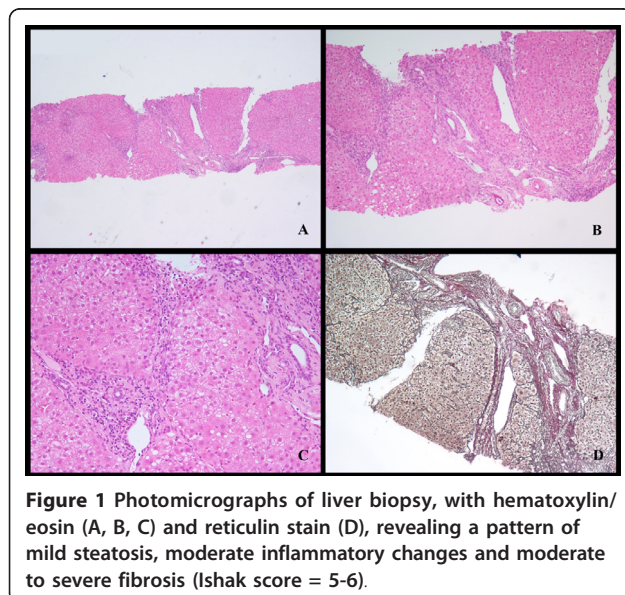 A
B
C
D
Figure 1 Photomicrographs of liver biopsy, with hematoxylin/
eosin (A, B, C) and reticulin stain (D), revealing a pattern of
mild steatosis, moderate inflammatory changes and moderate
to severe fibrosis (Ishak score = 5-6).